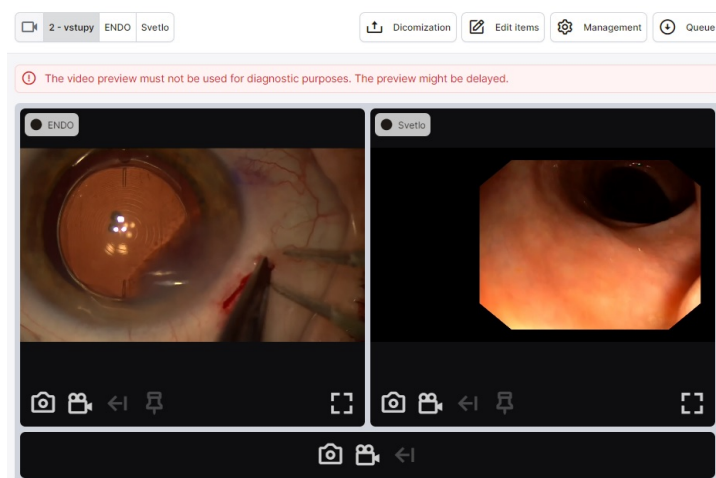 2 - vstupy ENDO Svetlo Dicomization Edit items Management Queue
The video preview must not be used for diagnostic purposes. The preview might be delayed.
ENDO Svetlo